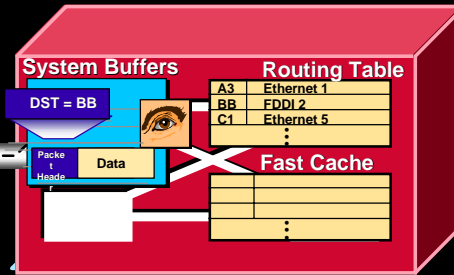 System Buffers
DST = BB
Packe
t
Heade
r
Data
Routing Table
A3 Ethernet 1
BB FDDI 2
C1 Ethernet 5
Fast Cache